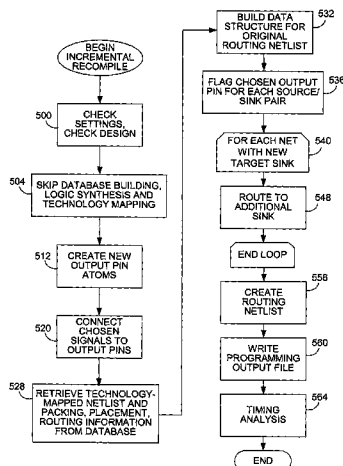 BEGIN
INCREMENTAL
RECOMPILE
500
CHECK
SETTINGS,
CHECK DESIGN
504
SKIP DATABASE BUILDING,
LOGIC SYNTHESIS AND
TECHNOLOGY MAPPING
512
CREATE NEW
OUTPUT PIN
ATOMS
520
CONNECT
CHOSEN
SIGNALS TO
OUTPUT PINS
528
RETRIEVE TECHNOLOGY-
MAPPED NETLIST AND
PACKING, PLACEMENT,
ROUTING INFORMATION
FROM DATABASE
532
BUILD DATA
STRUCTURE FOR
ORIGINAL
ROUTING NETLIST
536
FLAG CHOSEN OUTPUT
PIN FOR EACH SOURCE/
SINK PAIR
540
FOR EACH NET
WITH NEW
TARGET SINK
548
ROUTE TO
ADDITIONAL
SINK
END LOOP
558
CREATE
ROUTING
NETLIST
560
WRITE
PROGRAMMING
OUTPUT FILE
564
TIMING
ANALYSIS
END